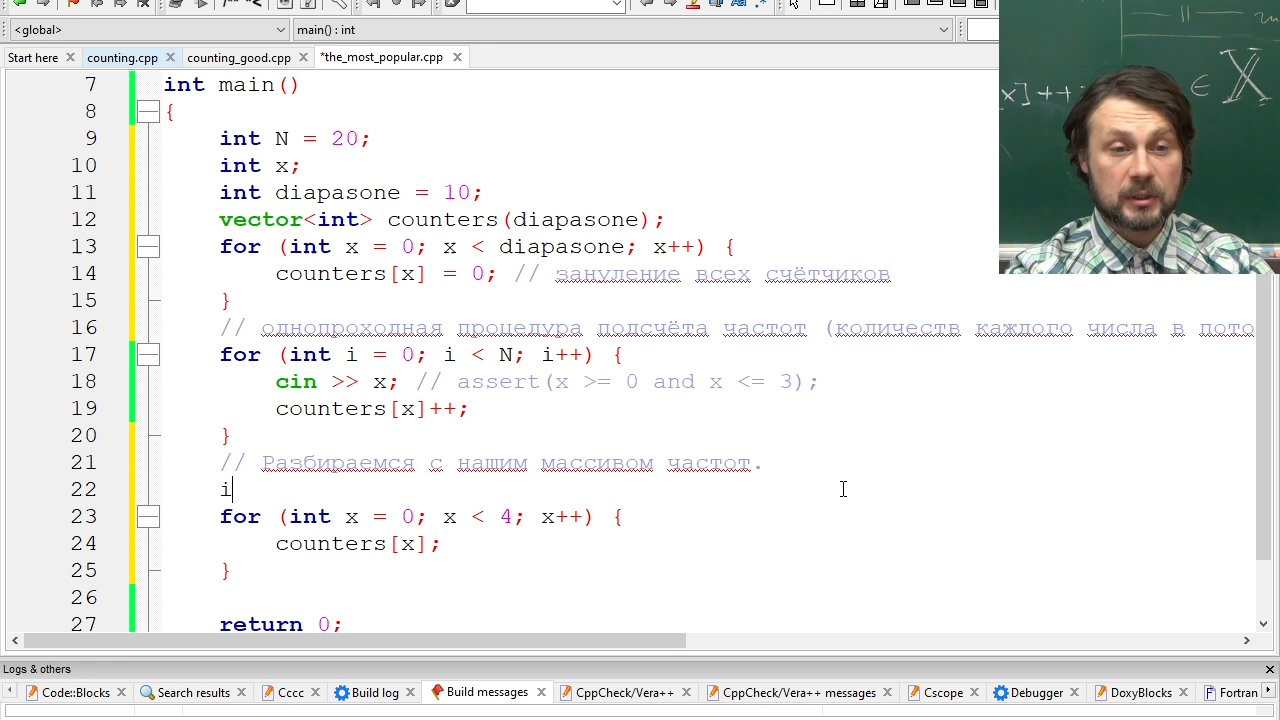 <global>
main() : int
Start here
counting.cpp
counting_good.cpp
*the_most_popular.cpp
7 int main()
8 {
9 int N = 20;
10 int x;
11 int diapasone = 10;
12 vector<int> counters(diapasone);
13 for (int x = 0; x < diapasone; x++) {
14 counters[x] = 0; // зануление всех счётчиков
15 }
16 // однопроходная процедура подсчёта частот (количеств каждого числа в пото
17 for (int i = 0; i < N; i++) {
18 cin >> x; // assert(x >= 0 and x <= 3);
19 counters[x]++;
20 }
21 // Разбираемся с нашим массивом частот.
22 i
23 for (int x = 0; x < 4; x++) {
24 counters[x];
25 }
26
27 return 0;
x]++
∈ X
Logs & others
Code::Blocks
Search results
Cccc
Build log
Build messages
CppCheck/Vera++
CppCheck/Vera++ messages
Cscope
Debugger
DoxyBlocks
Fortran